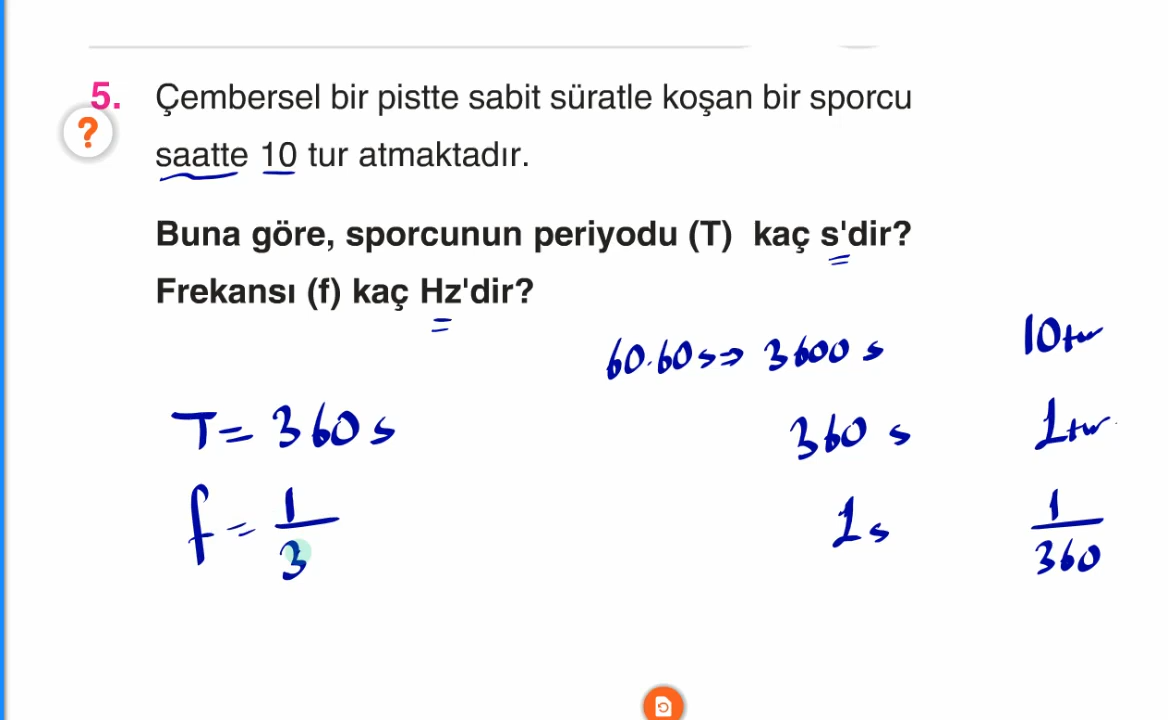 5. Çembersel bir pistte sabit süratle koşan bir sporcu
?
saatte 10 tur atmaktadır.
Buna göre, sporcunun periyodu (T) kaç s'dir?
Frekansı (f) kaç Hz'dir?
60.60 s ⇒ 3600 s 10 tur
T = 360 s 360 s 1 tur
f = 1/3 1 s 1/360